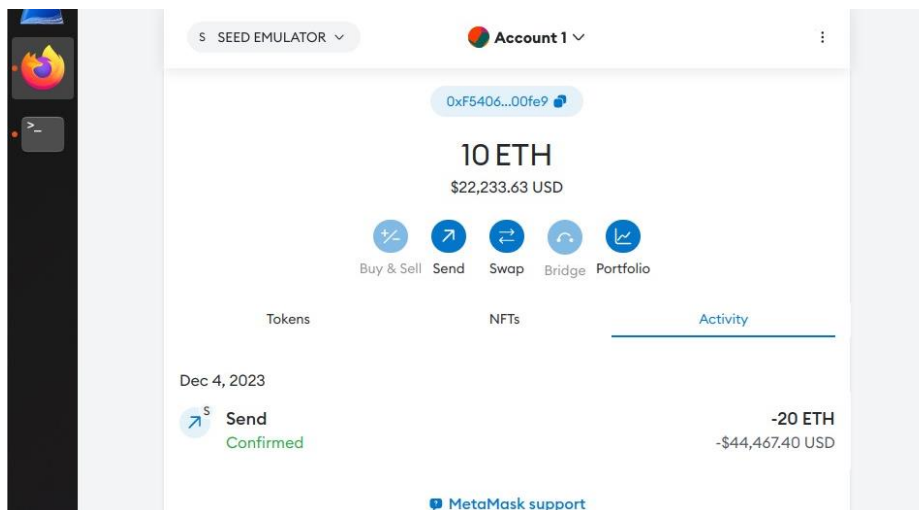 S SEED EMULATOR
Account 1
0xF5406...00fe9
10 ETH
$22,233.63 USD
Buy & Sell Send Swap Bridge Portfolio
Tokens NFTs Activity
Dec 4, 2023
S Send -20 ETH
Confirmed -$44,467.40 USD
MetaMask support